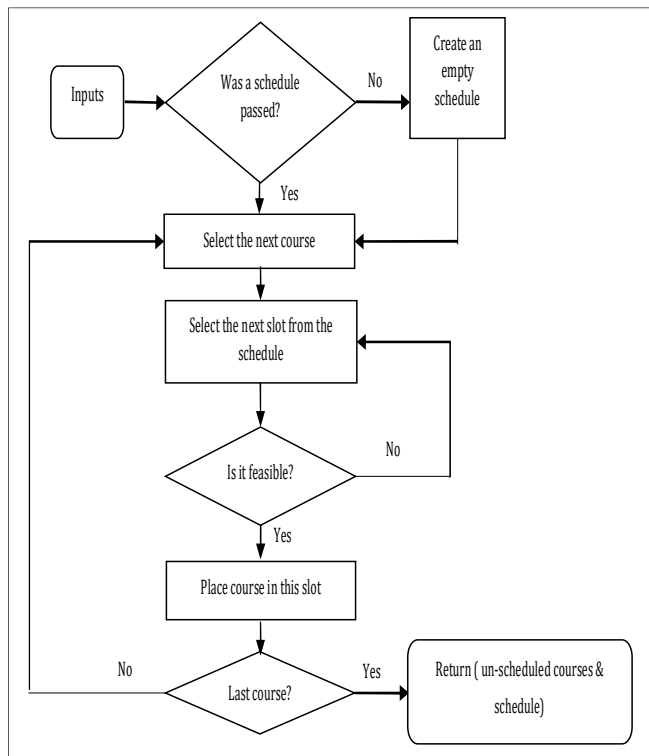 Inputs
Was a schedule
passed?
No
Create an
empty
schedule
Yes
Select the next course
Select the next slot from the
schedule
Is it feasible?
No
Yes
Place course in this slot
Last course?
No
Yes
Return ( un-scheduled courses &
schedule)